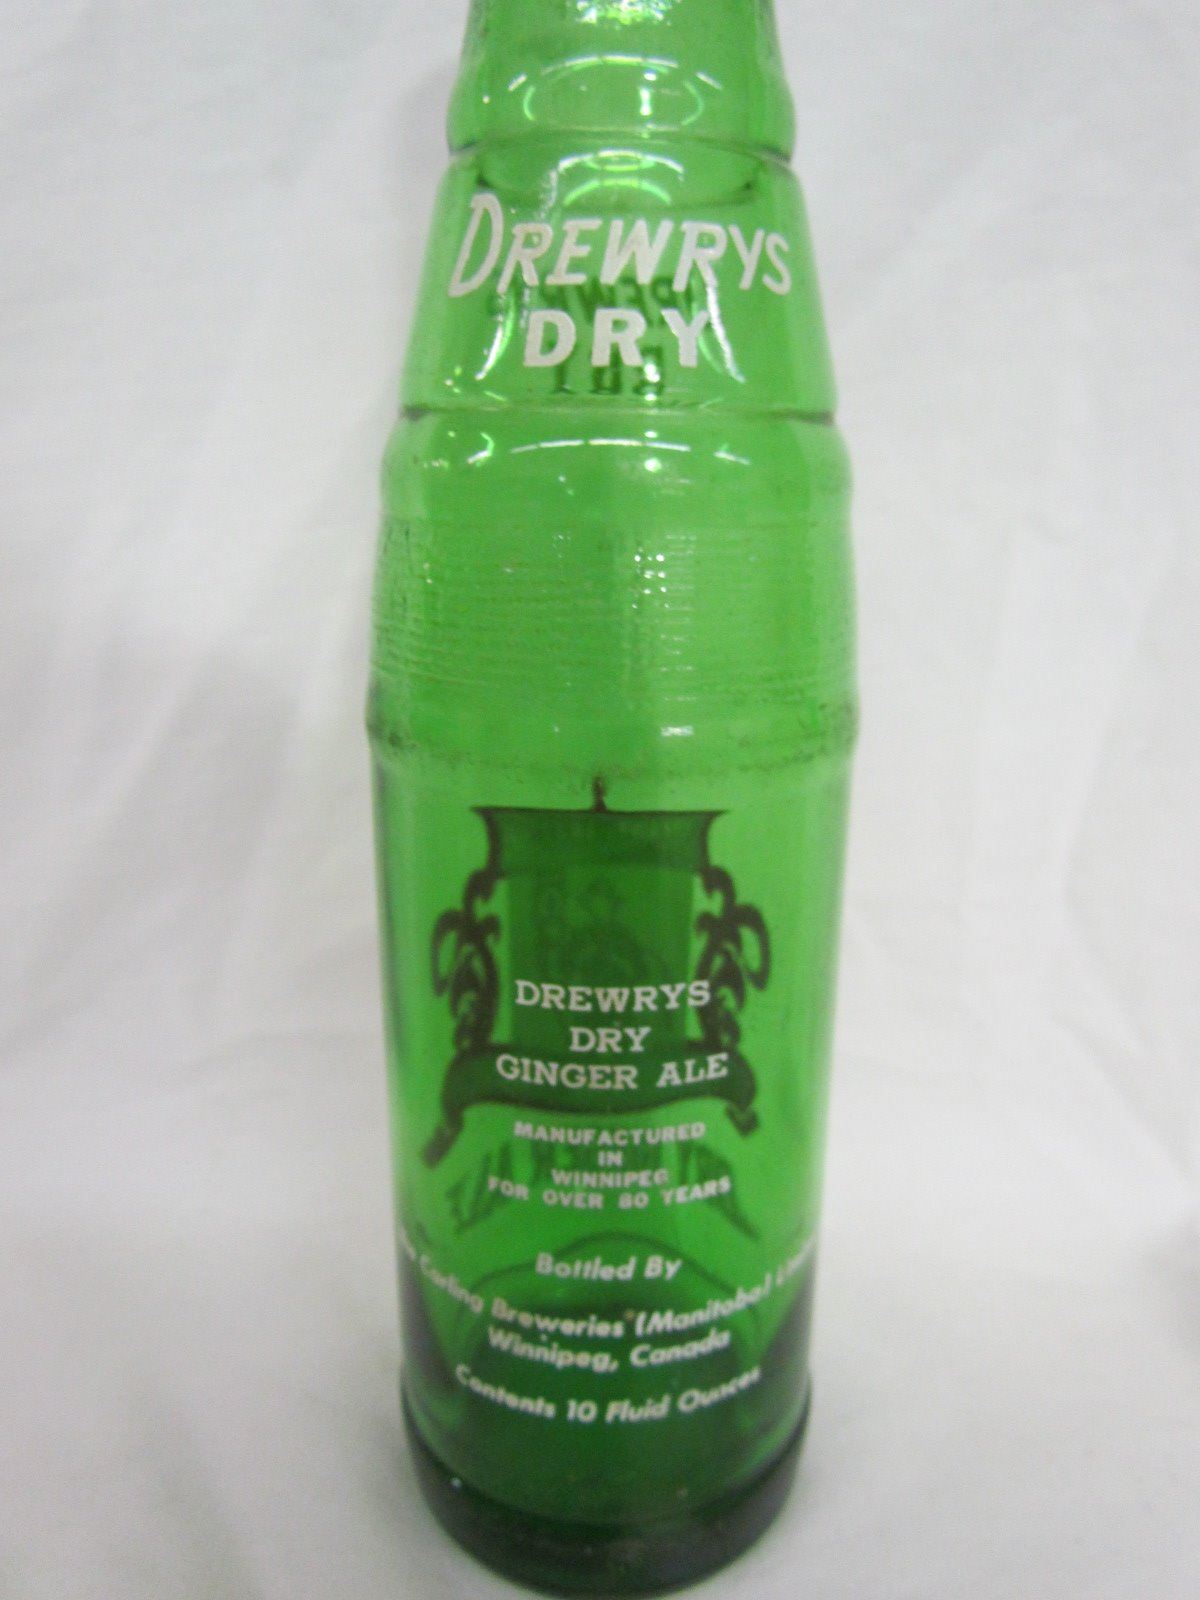 DREWRYS
DRY
DREWRYS
DRY
GINGER ALE
MANUFACTURED
IN
WINNIPEG
FOR OVER 80 YEARS
Bottled By
Carling Breweries (Manitoba)
Winnipeg, Canada
Contents 10 Fluid Ounces